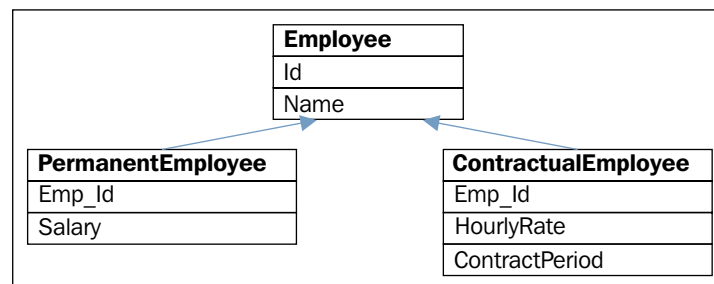 Employee
Id
Name
PermanentEmployee
Emp_Id
Salary
ContractualEmployee
Emp_Id
HourlyRate
ContractPeriod